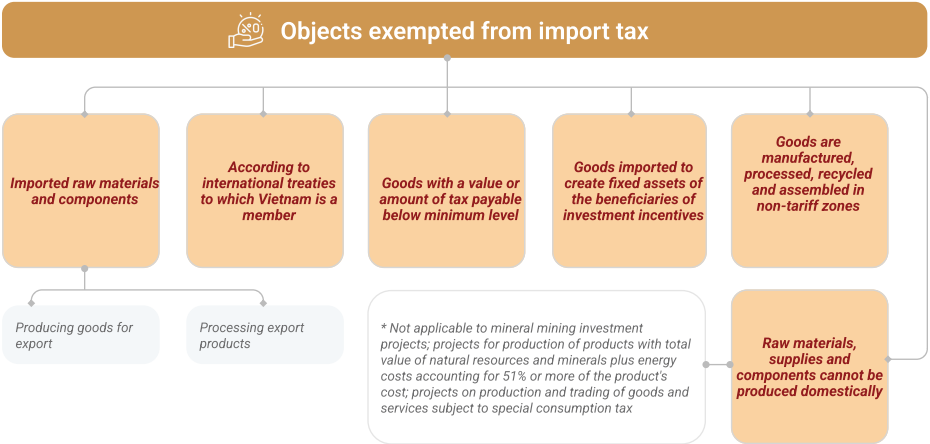 Objects exempted from import tax
Imported raw materials
and components
According to
international treaties
to which Vietnam is a
member
Goods with a value or
amount of tax payable
below minimum level
Goods imported to
create fixed assets of
the beneficiaries of
investment incentives
Goods are
manufactured,
processed, recycled
and assembled in
non-tariff zones
Producing goods for
export
Processing export
products
* Not applicable to mineral mining investment
projects; projects for production of products with total
value of natural resources and minerals plus energy
costs accounting for 51% or more of the product's
cost; projects on production and trading of goods and
services subject to special consumption tax
Raw materials,
supplies and
components cannot be
produced domestically